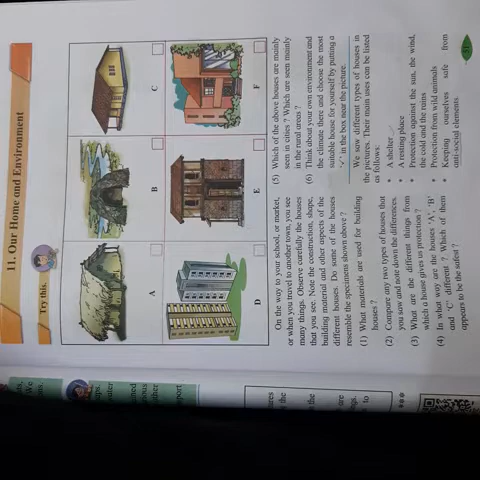 11. Our Home and Environment
Try this.
A
B
C
D
E
F
On the way to your school, or market,
or when you travel to another town, you see
many things. Observe carefully the houses
that you see. Note the construction, shape,
building material and other aspects of the
different houses. Do some of the houses
resemble the specimens shown above ?
(1) What materials are used for building
houses ?
(2) Compare any two types of houses that
you saw and note down the differences.
(3) What are the different things from
which a house gives us protection ?
(4) In what way are the houses 'A', 'B'
and 'C' different ? Which of them
appears to be the safest ?
(5) Which of the above houses are mainly
seen in cities ? Which are seen mainly
in the rural areas ?
(6) Think about your own environment and
the climate there and choose the most
suitable house for yourself by putting a
'✓' in the box near the picture.
We saw different types of houses in
the pictures. There main uses can be listed
as follows:
• A shelter
• A resting place
• Protection against the sun, the wind,
the cold and the rains
• Protection from wild animals
• Keeping ourselves safe from
anti-social elements
51